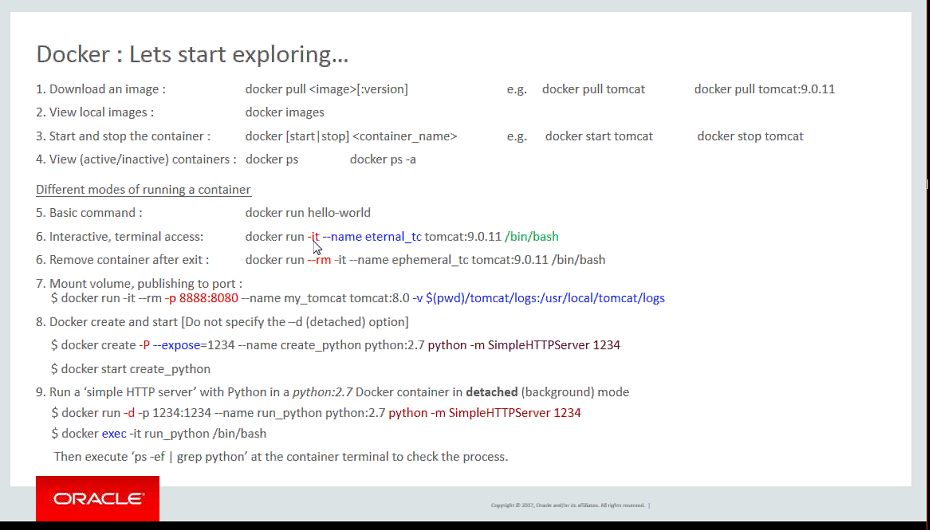 Docker : Lets start exploring...
1. Download an image : docker pull <image>[:version] e.g. docker pull tomcat docker pull tomcat:9.0.11
2. View local images : docker images
3. Start and stop the container : docker [start|stop] <container_name> e.g. docker start tomcat docker stop tomcat
4. View (active/inactive) containers : docker ps docker ps -a
Different modes of running a container
5. Basic command : docker run hello-world
6. Interactive, terminal access: docker run -it --name eternal_tc tomcat:9.0.11 /bin/bash
6. Remove container after exit : docker run --rm -it --name ephemeral_tc tomcat:9.0.11 /bin/bash
7. Mount volume, publishing to port :
$ docker run -it --rm -p 8888:8080 --name my_tomcat tomcat:8.0 -v $(pwd)/tomcat/logs:/usr/local/tomcat/logs
8. Docker create and start [Do not specify the –d (detached) option]
$ docker create -P --expose=1234 --name create_python python:2.7 python -m SimpleHTTPServer 1234
$ docker start create_python
9. Run a ‘simple HTTP server’ with Python in a python:2.7 Docker container in detached (background) mode
$ docker run -d -p 1234:1234 --name run_python python:2.7 python -m SimpleHTTPServer 1234
$ docker exec -it run_python /bin/bash
Then execute ‘ps -ef | grep python’ at the container terminal to check the process.
ORACLE
Copyright © 2017, Oracle and/or its affiliates. All rights reserved. |